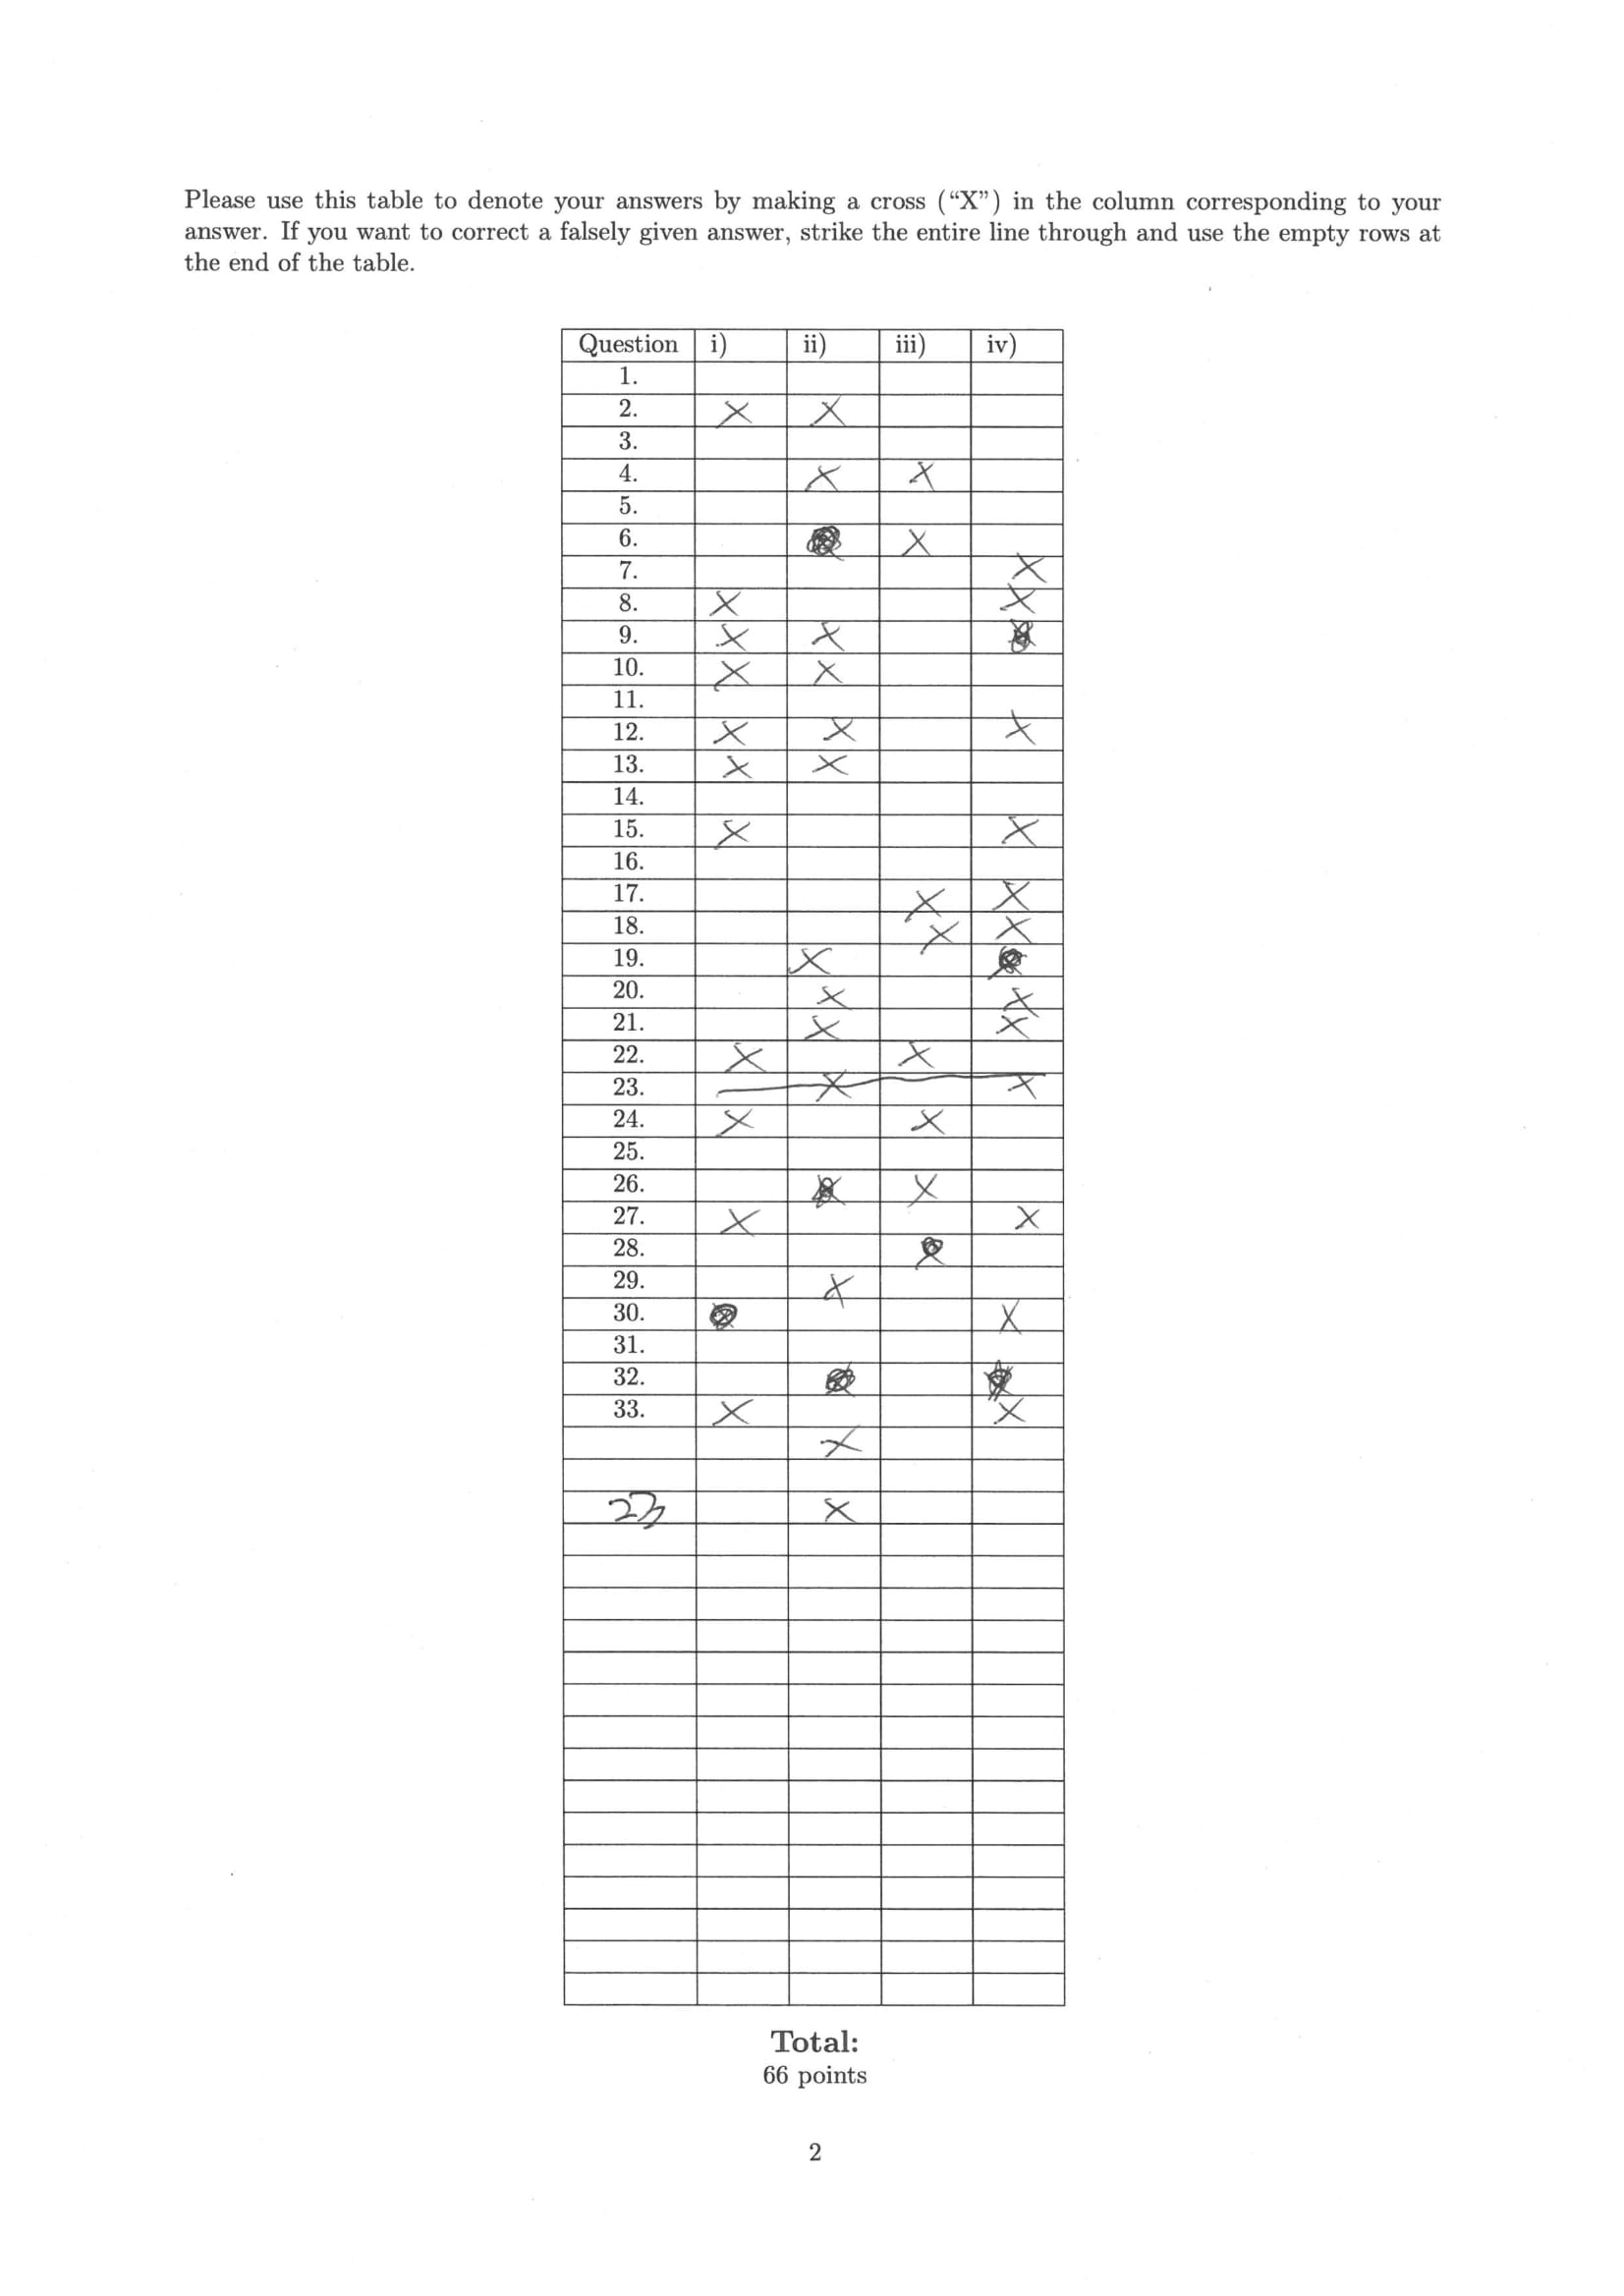 Please use this table to denote your answers by making a cross (“X”) in the column corresponding to your
answer. If you want to correct a falsely given answer, strike the entire line through and use the empty rows at
the end of the table.
Question i) ii) iii) iv)
1.
2. X X
3.
4. X X
5.
6. X
7. X
8. X X
9. X X
10. X X
11.
12. X X X
13. X X
14.
15. X X
16.
17. X X
18. X X
19. X
20. X X
21. X X
22. X X
23. X X
24. X X
25.
26. X
27. X X
28.
29. X
30. X
31.
32.
33. X X
X
23 X
Total:
66 points
2